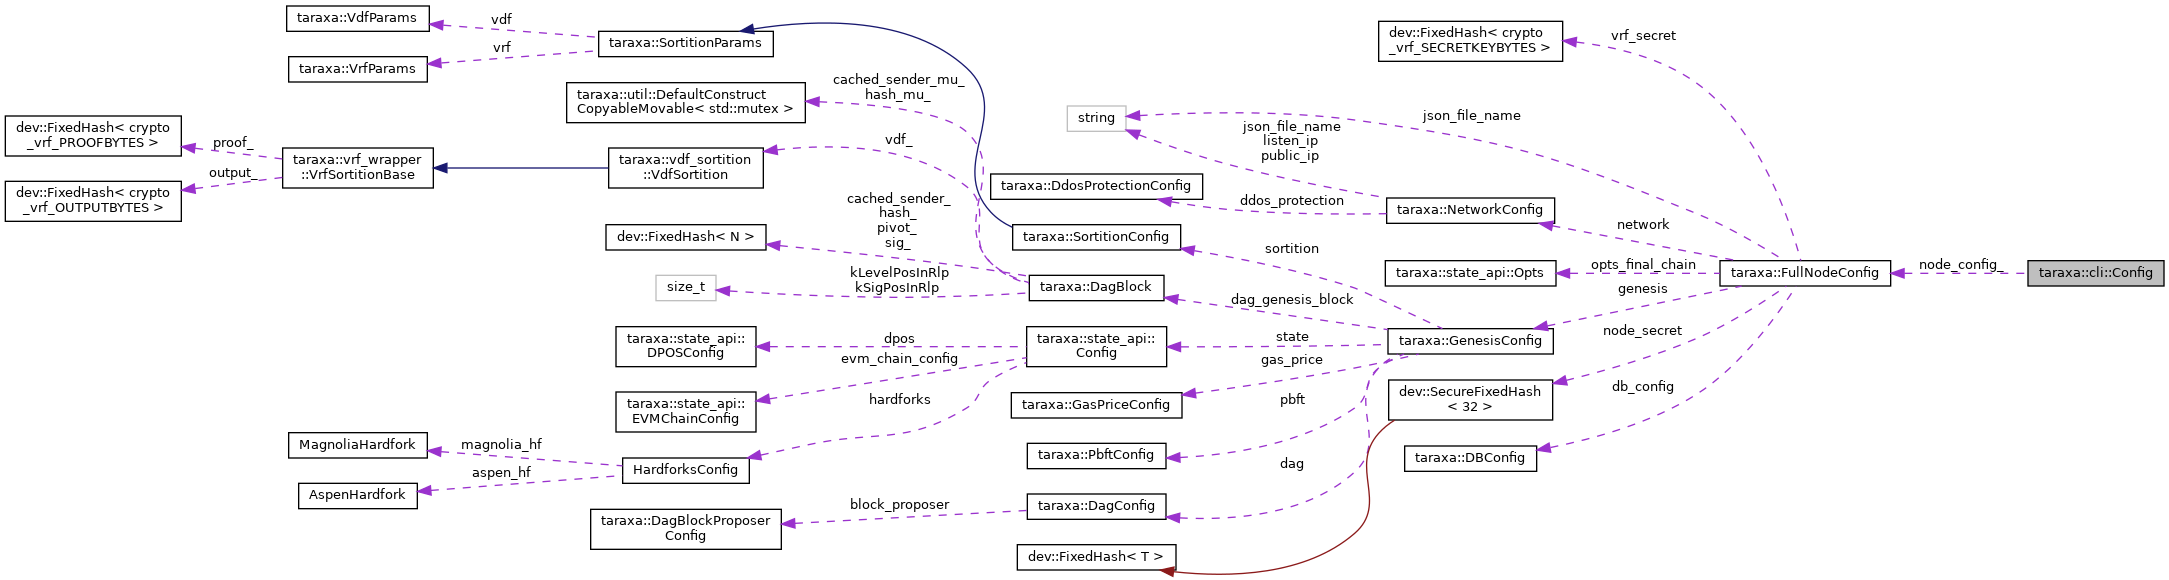 taraxa::VdfParams
vdf
taraxa::SortitionParams
vrf
taraxa::VrfParams
taraxa::util::DefaultConstruct
CopyableMovable< std::mutex >
cached_sender_mu_
hash_mu_
dev::FixedHash< crypto
_vrf_PROOFBYTES >
proof_
taraxa::vrf_wrapper
::VrfSortitionBase
output_
dev::FixedHash< crypto
_vrf_OUTPUTBYTES >
taraxa::vdf_sortition
::VdfSortition
vdf_
dev::FixedHash< N >
cached_sender_
hash_
pivot_
sig_
size_t
kLevelPosInRlp
kSigPosInRlp
taraxa::state_api::
DPOSConfig
dpos
taraxa::state_api::
EVMChainConfig
evm_chain_config
hardforks
MagnoliaHardfork
magnolia_hf
AspenHardfork
aspen_hf
HardforksConfig
taraxa::DagBlockProposer
Config
block_proposer
string
taraxa::DdosProtectionConfig
taraxa::SortitionConfig
taraxa::DagBlock
taraxa::state_api::
Config
taraxa::GasPriceConfig
taraxa::PbftConfig
taraxa::DagConfig
dev::FixedHash< T >
json_file_name
listen_ip
public_ip
ddos_protection
sortition
dag_genesis_block
state
gas_price
pbft
dag
dev::FixedHash< crypto
_vrf_SECRETKEYBYTES >
vrf_secret
json_file_name
taraxa::NetworkConfig
network
taraxa::state_api::Opts
opts_final_chain
genesis
taraxa::GenesisConfig
node_secret
dev::SecureFixedHash
< 32 >
db_config
taraxa::DBConfig
taraxa::FullNodeConfig
node_config_
taraxa::cli::Config